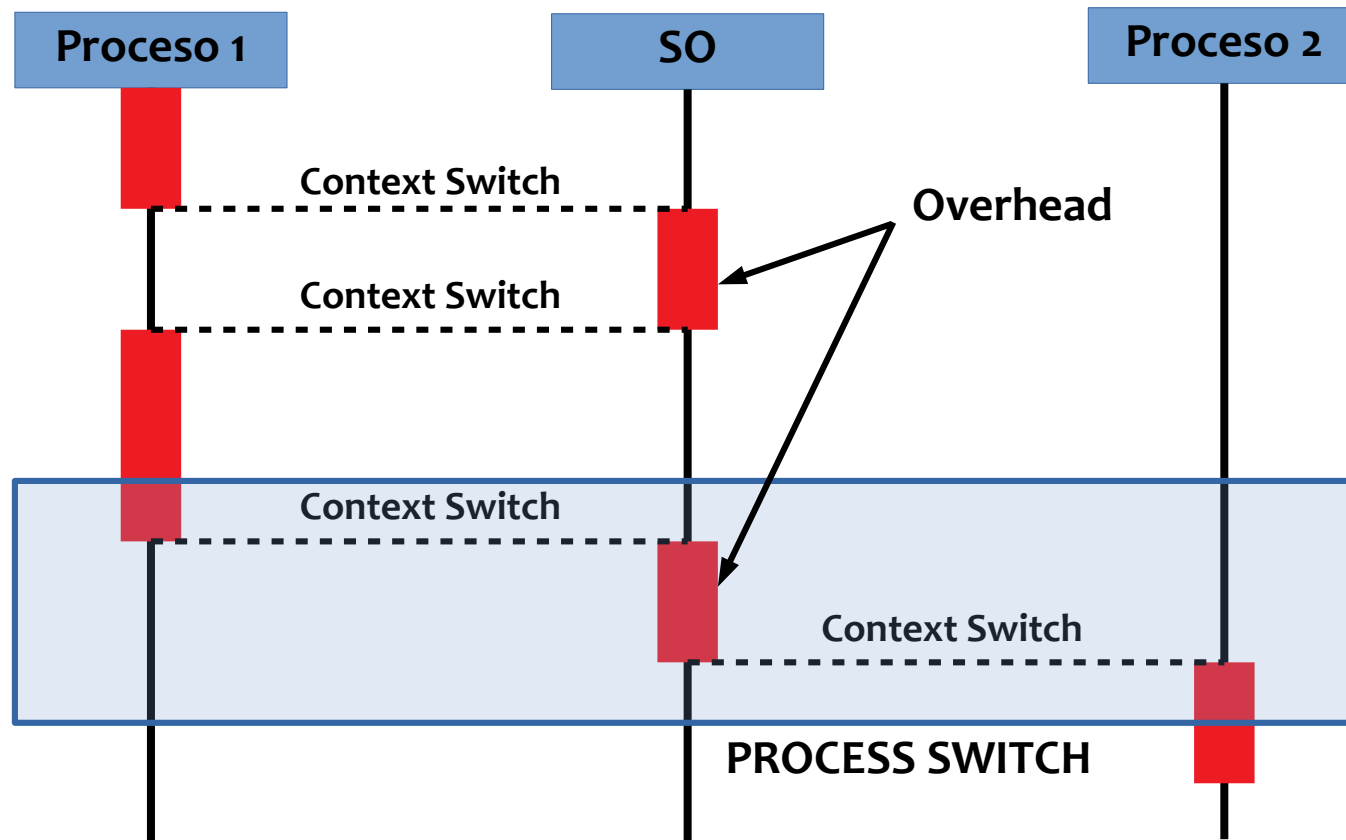 Proceso 1
SO
Proceso 2
Context Switch
Overhead
Context Switch
Context Switch
Context Switch
PROCESS SWITCH